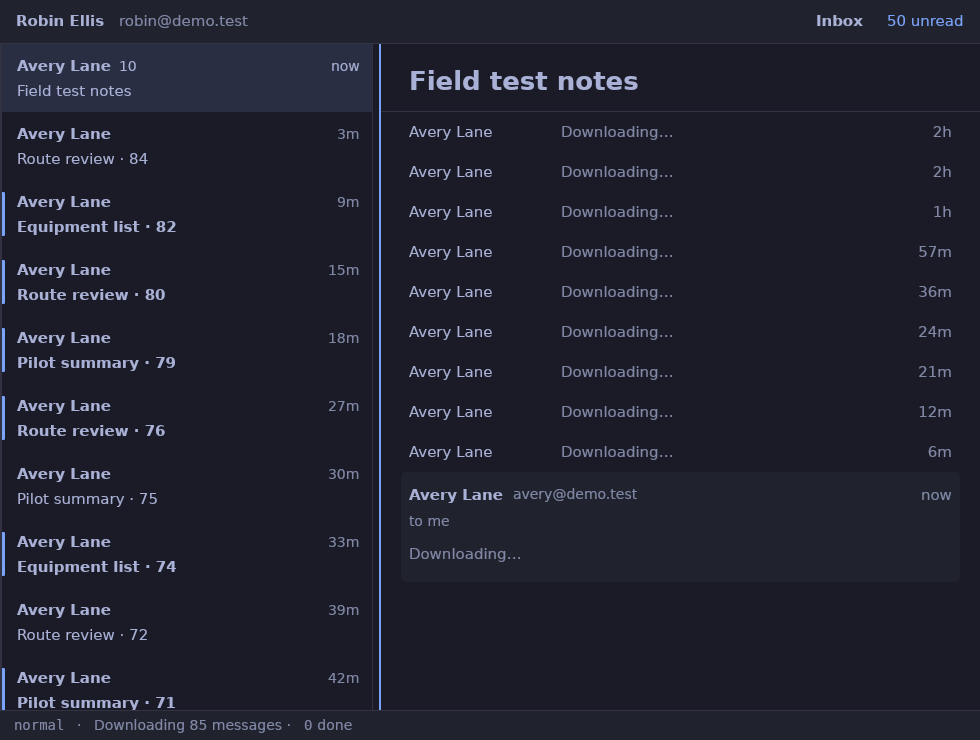 Robin Ellis robin@demo.test Inbox 50 unread
Avery Lane 10 now
Field test notes
Avery Lane 3m
Route review · 84
Avery Lane 9m
Equipment list · 82
Avery Lane 15m
Route review · 80
Avery Lane 18m
Pilot summary · 79
Avery Lane 27m
Route review · 76
Avery Lane 30m
Pilot summary · 75
Avery Lane 33m
Equipment list · 74
Avery Lane 39m
Route review · 72
Avery Lane 42m
Pilot summary · 71
Field test notes
Avery Lane Downloading… 2h
Avery Lane Downloading… 2h
Avery Lane Downloading… 1h
Avery Lane Downloading… 57m
Avery Lane Downloading… 36m
Avery Lane Downloading… 24m
Avery Lane Downloading… 21m
Avery Lane Downloading… 12m
Avery Lane Downloading… 6m
Avery Lane avery@demo.test now
to me
Downloading…
normal · Downloading 85 messages · 0 done